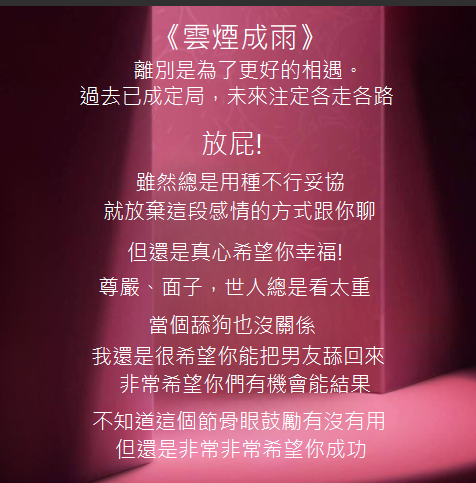 《雲煙成雨》
離別是為了更好的相遇。
過去已成定局，未來注定各走各路
放屁!
雖然總是用種不行妥協
就放棄這段感情的方式跟你聊
但還是真心希望你幸福!
尊嚴、面子，世人總是看太重
當個舔狗也沒關係
我還是很希望你能把男友舔回來
非常希望你們有機會能結果
不知道這個節骨眼鼓勵有沒有用
但還是非常非常希望你成功